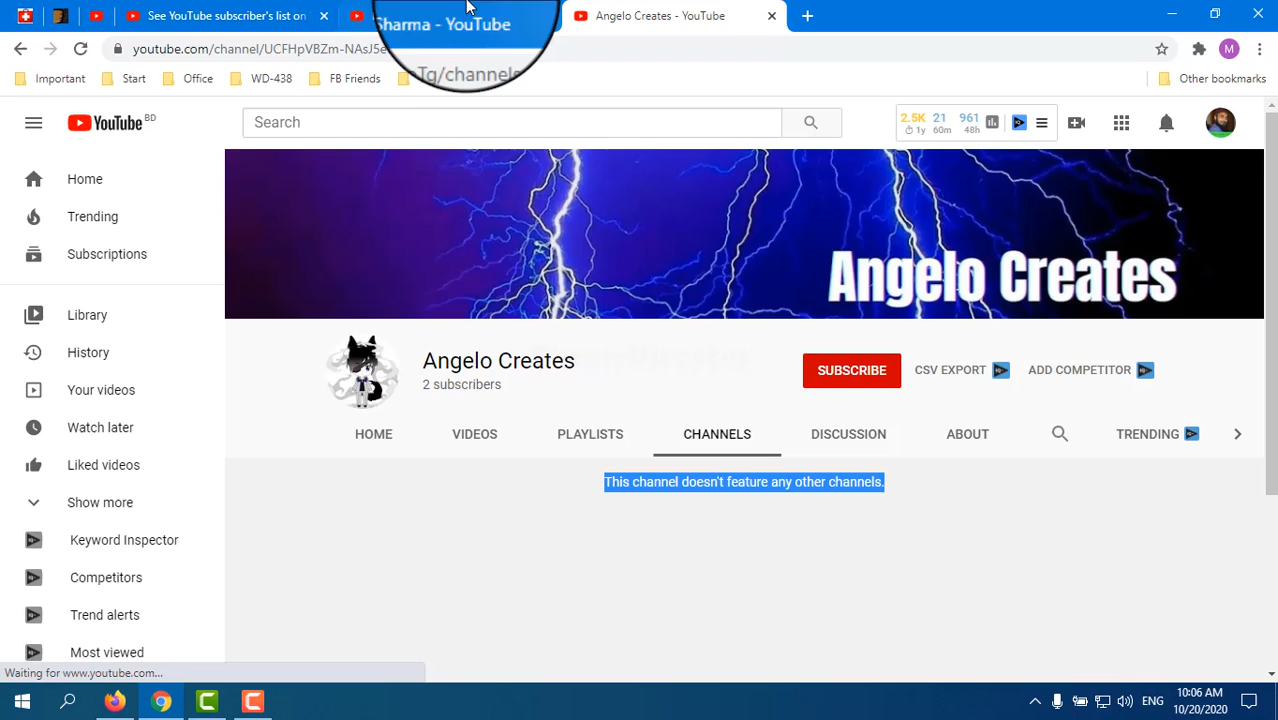 See YouTube subscriber's list on
Sharma - YouTube
Angelo Creates - YouTube
youtube.com/channel/UCFHpVBZm-NAsJ5e
Tg/channels
M
Important
Start
Office
WD-438
FB Friends
Other bookmarks
YouTube BD
Search
2.5K 21 961
1y 60m 48h
Home
Trending
Subscriptions
Library
History
Your videos
Watch later
Liked videos
Show more
Keyword Inspector
Competitors
Trend alerts
Most viewed
Angelo Creates
Angelo Creates
2 subscribers
SUBSCRIBE
CSV EXPORT
ADD COMPETITOR
HOME
VIDEOS
PLAYLISTS
CHANNELS
DISCUSSION
ABOUT
TRENDING
This channel doesn't feature any other channels.
Waiting for www.youtube.com...
ENG
10:06 AM
10/20/2020